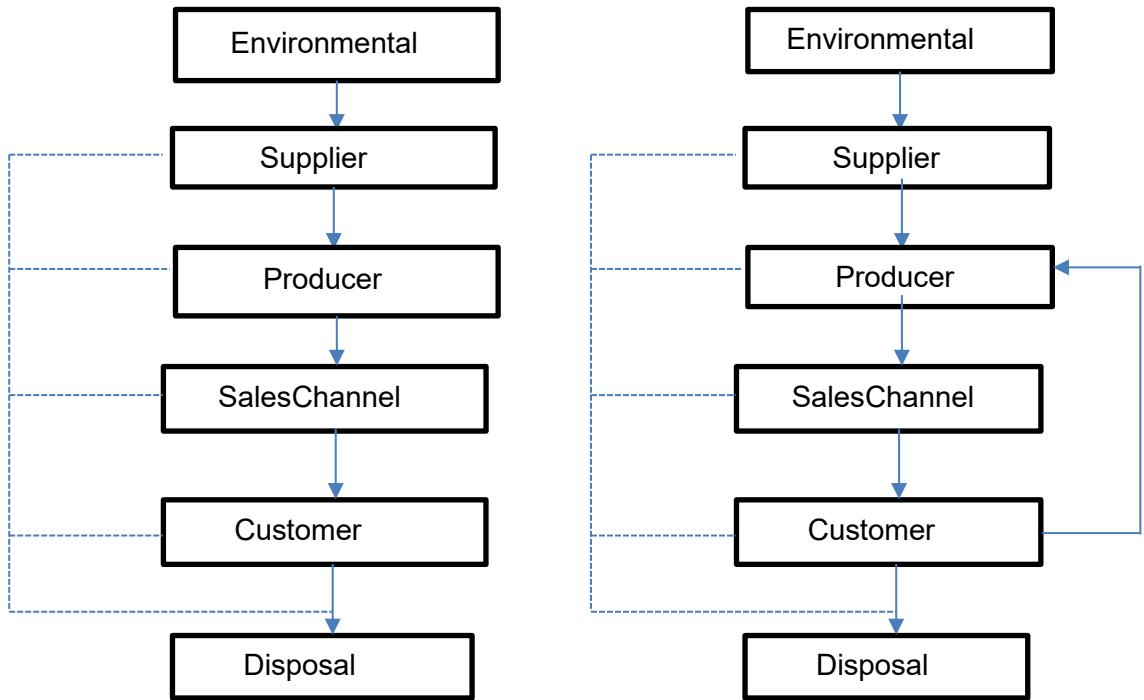 Environmental
Supplier
Producer
SalesChannel
Customer
Disposal
Environmental
Supplier
Producer
SalesChannel
Customer
Disposal